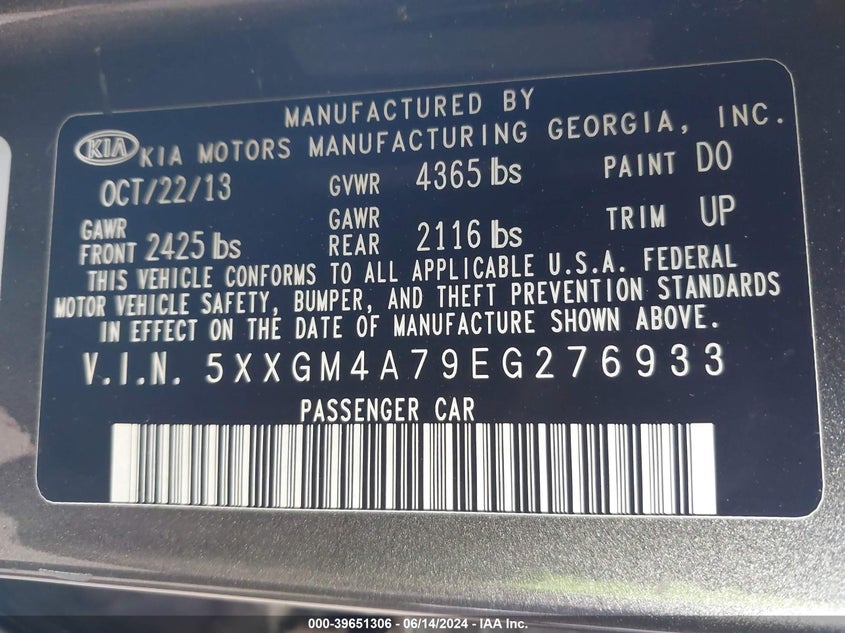 MANUFACTURED BY
KIA KIA MOTORS MANUFACTURING GEORGIA, INC.
OCT/22/13 GVWR 4365 lbs PAINT DO
GAWR FRONT 2425 lbs GAWR REAR 2116 lbs TRIM UP
THIS VEHICLE CONFORMS TO ALL APPLICABLE U.S.A. FEDERAL
MOTOR VEHICLE SAFETY, BUMPER, AND THEFT PREVENTION STANDARDS
IN EFFECT ON THE DATE OF MANUFACTURE SHOWN ABOVE.
V.I.N. 5XXGM4A79EG276933
PASSENGER CAR
000-39651306 - 06/14/2024 - IAA Inc.